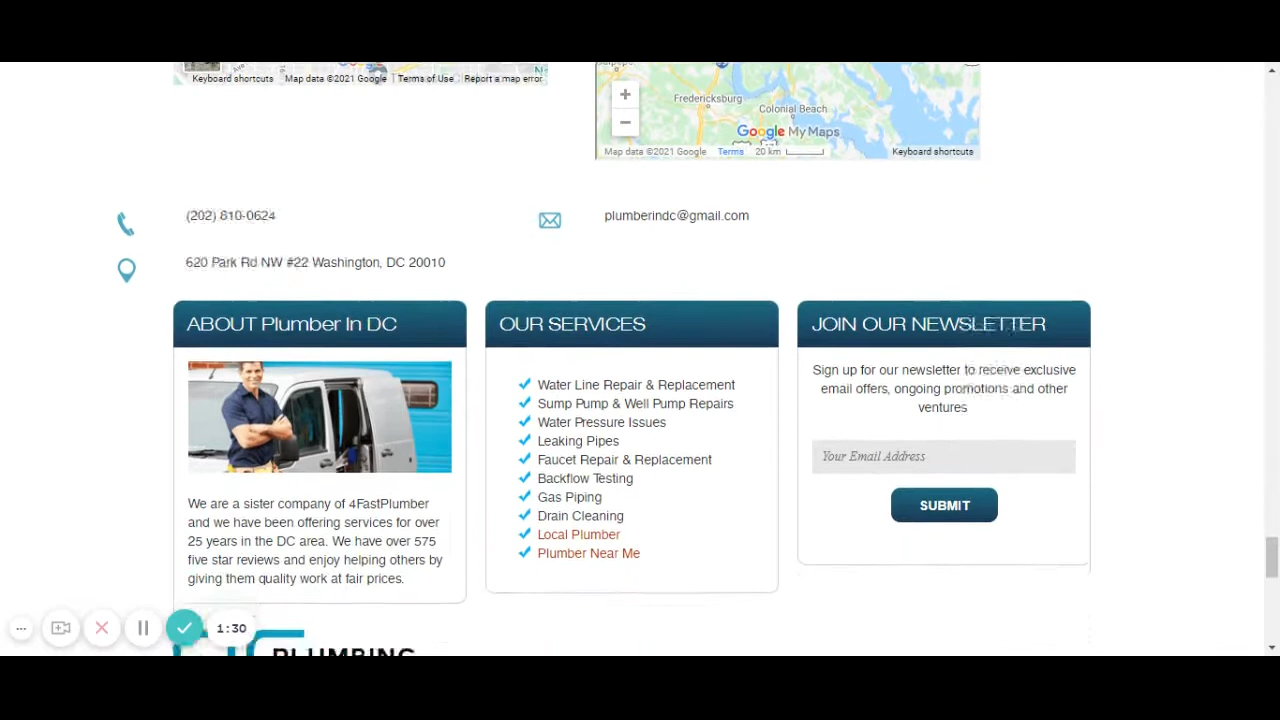 Keyboard shortcuts Map data ©2021 Google Terms of Use Report a map error
Fredericksburg
Colonial Beach
+
−
Google My Maps
Map data ©2021 Google Terms 20 km Keyboard shortcuts
(202) 810-0624
plumberindc@gmail.com
620 Park Rd NW #22 Washington, DC 20010
ABOUT Plumber In DC
We are a sister company of 4FastPlumber
and we have been offering services for over
25 years in the DC area. We have over 575
five star reviews and enjoy helping others by
giving them quality work at fair prices.
OUR SERVICES
Water Line Repair & Replacement
Sump Pump & Well Pump Repairs
Water Pressure Issues
Leaking Pipes
Faucet Repair & Replacement
Backflow Testing
Gas Piping
Drain Cleaning
Local Plumber
Plumber Near Me
JOIN OUR NEWSLETTER
Sign up for our newsletter to receive exclusive
email offers, ongoing promotions and other
ventures
Your Email Address
SUBMIT
1:30
PLUMBING